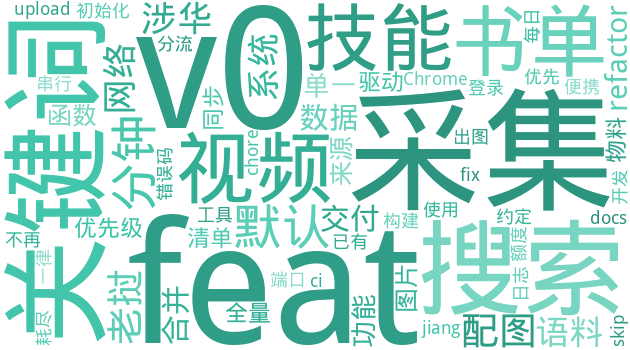 upload
初始化
涉华
分流
v0
技能
书单
每日
refactor
关键词
串行
函数
网络
系统
单一
驱动
Chrome
登录
优先
便携
同步
数据
采集
分钟
错误码
视频
chore
来源
出图
物料
开发
fix
搜索
优先级
工具
默认
交付
使用
约定
docs
不再
清单
已有
构建
额度
一律
老挝
feat
端口
ci
图片
日志
耗尽
合并
全量
功能
jiang
配图
语料
skip